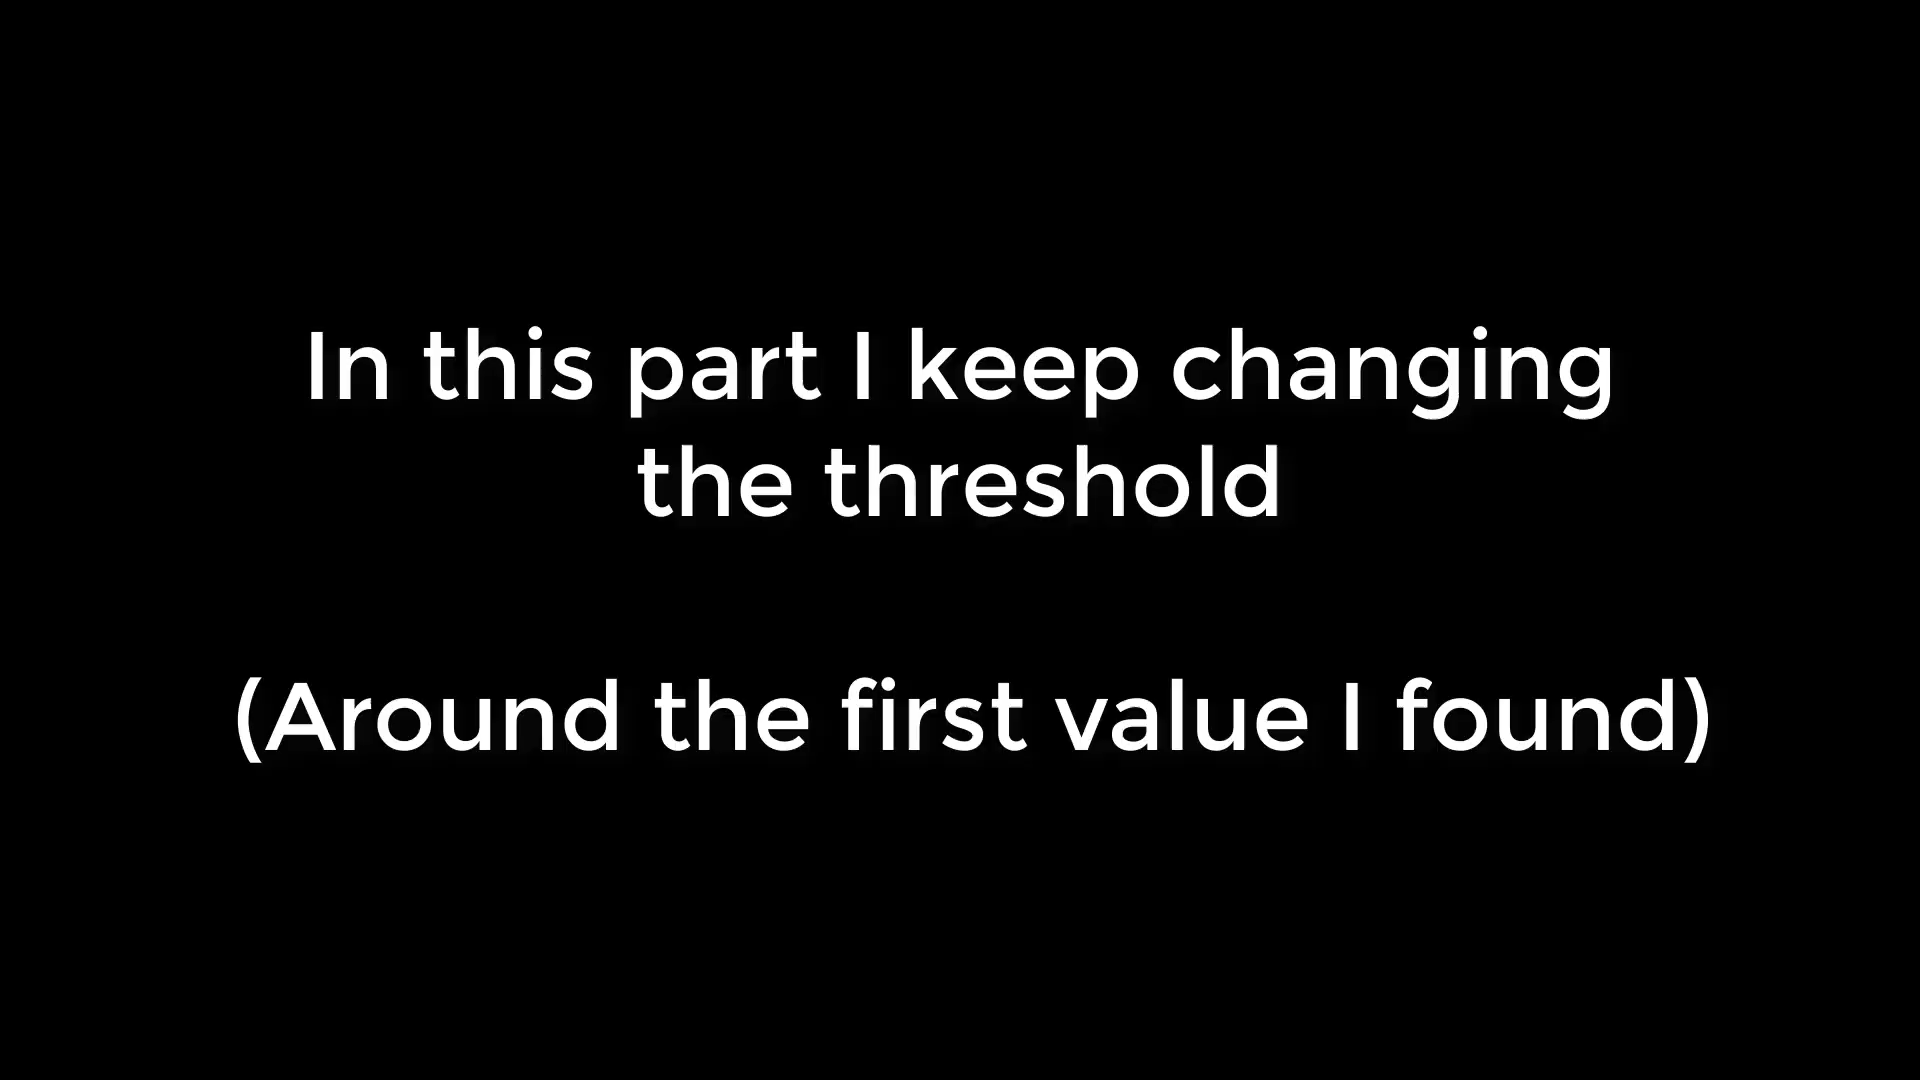 In this part I keep changing
the threshold
(Around the first value I found)